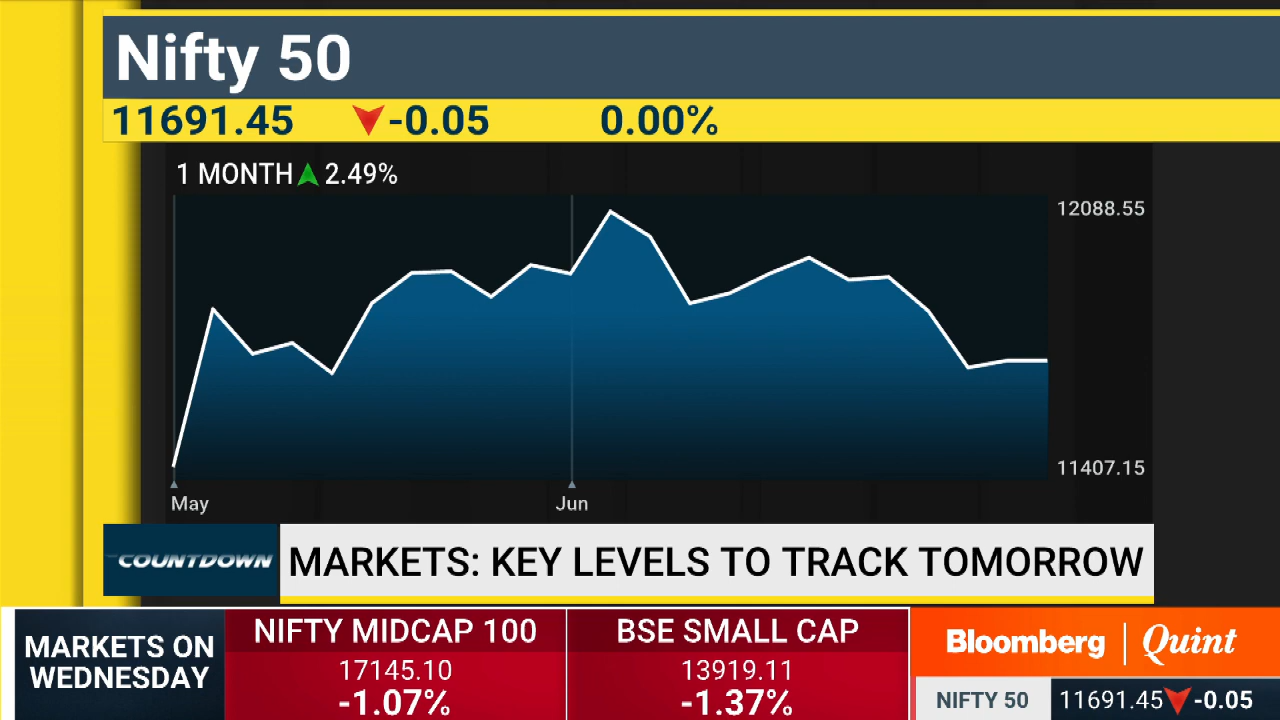 Nifty 50
11691.45 -0.05 0.00%
1 MONTH 2.49%
12088.55
11407.15
May Jun
COUNTDOWN
MARKETS: KEY LEVELS TO TRACK TOMORROW
MARKETS ON
WEDNESDAY
NIFTY MIDCAP 100
17145.10
-1.07%
BSE SMALL CAP
13919.11
-1.37%
Bloomberg | Quint
NIFTY 50 11691.45 -0.05